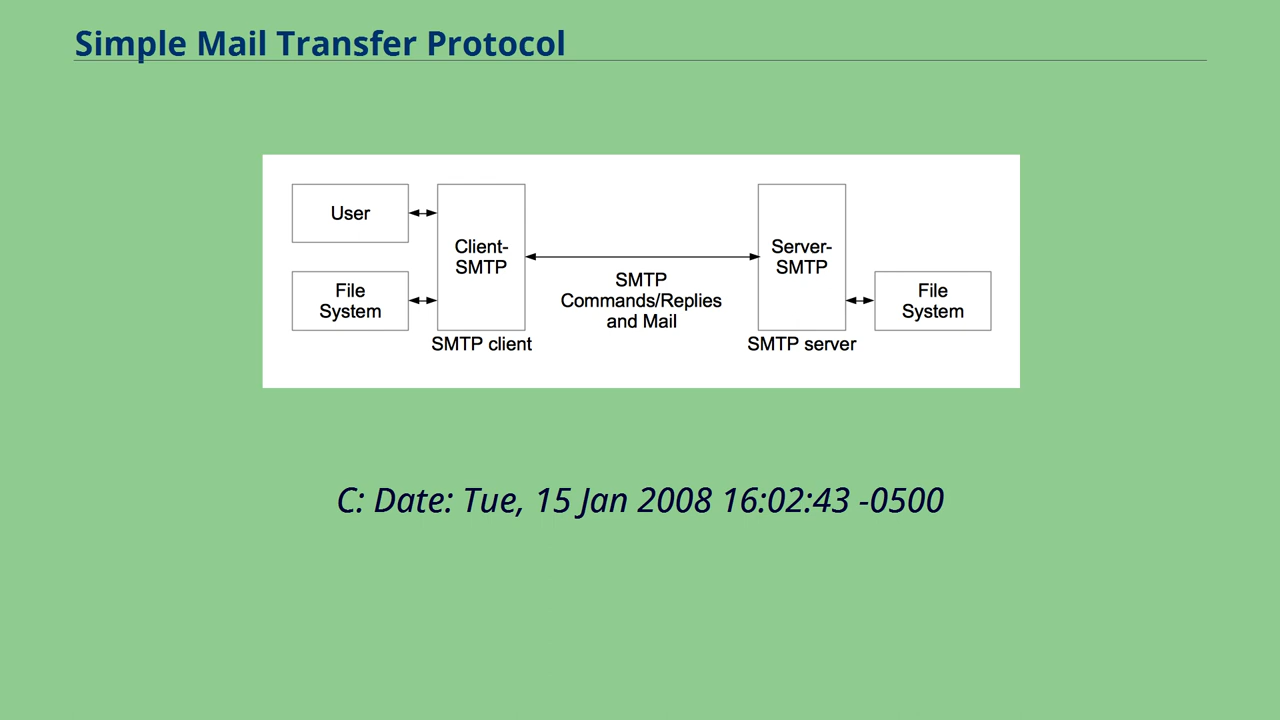 Simple Mail Transfer Protocol
User
Client-
SMTP
Server-
SMTP
File
System
SMTP
Commands/Replies
and Mail
File
System
SMTP client
SMTP server
C: Date: Tue, 15 Jan 2008 16:02:43 -0500